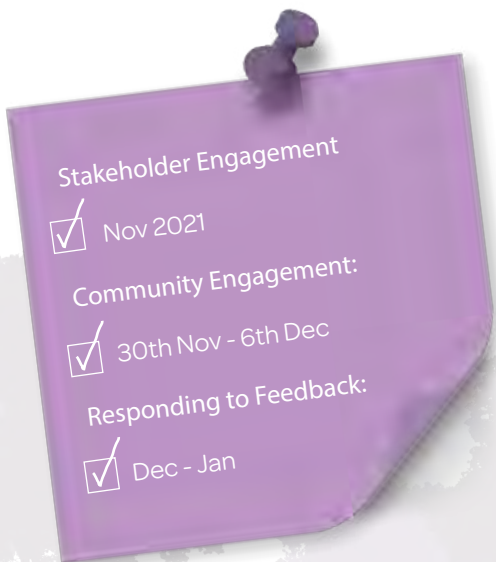 Stakeholder Engagement
Nov 2021
Community Engagement:
30th Nov - 6th Dec
Responding to Feedback:
Dec - Jan